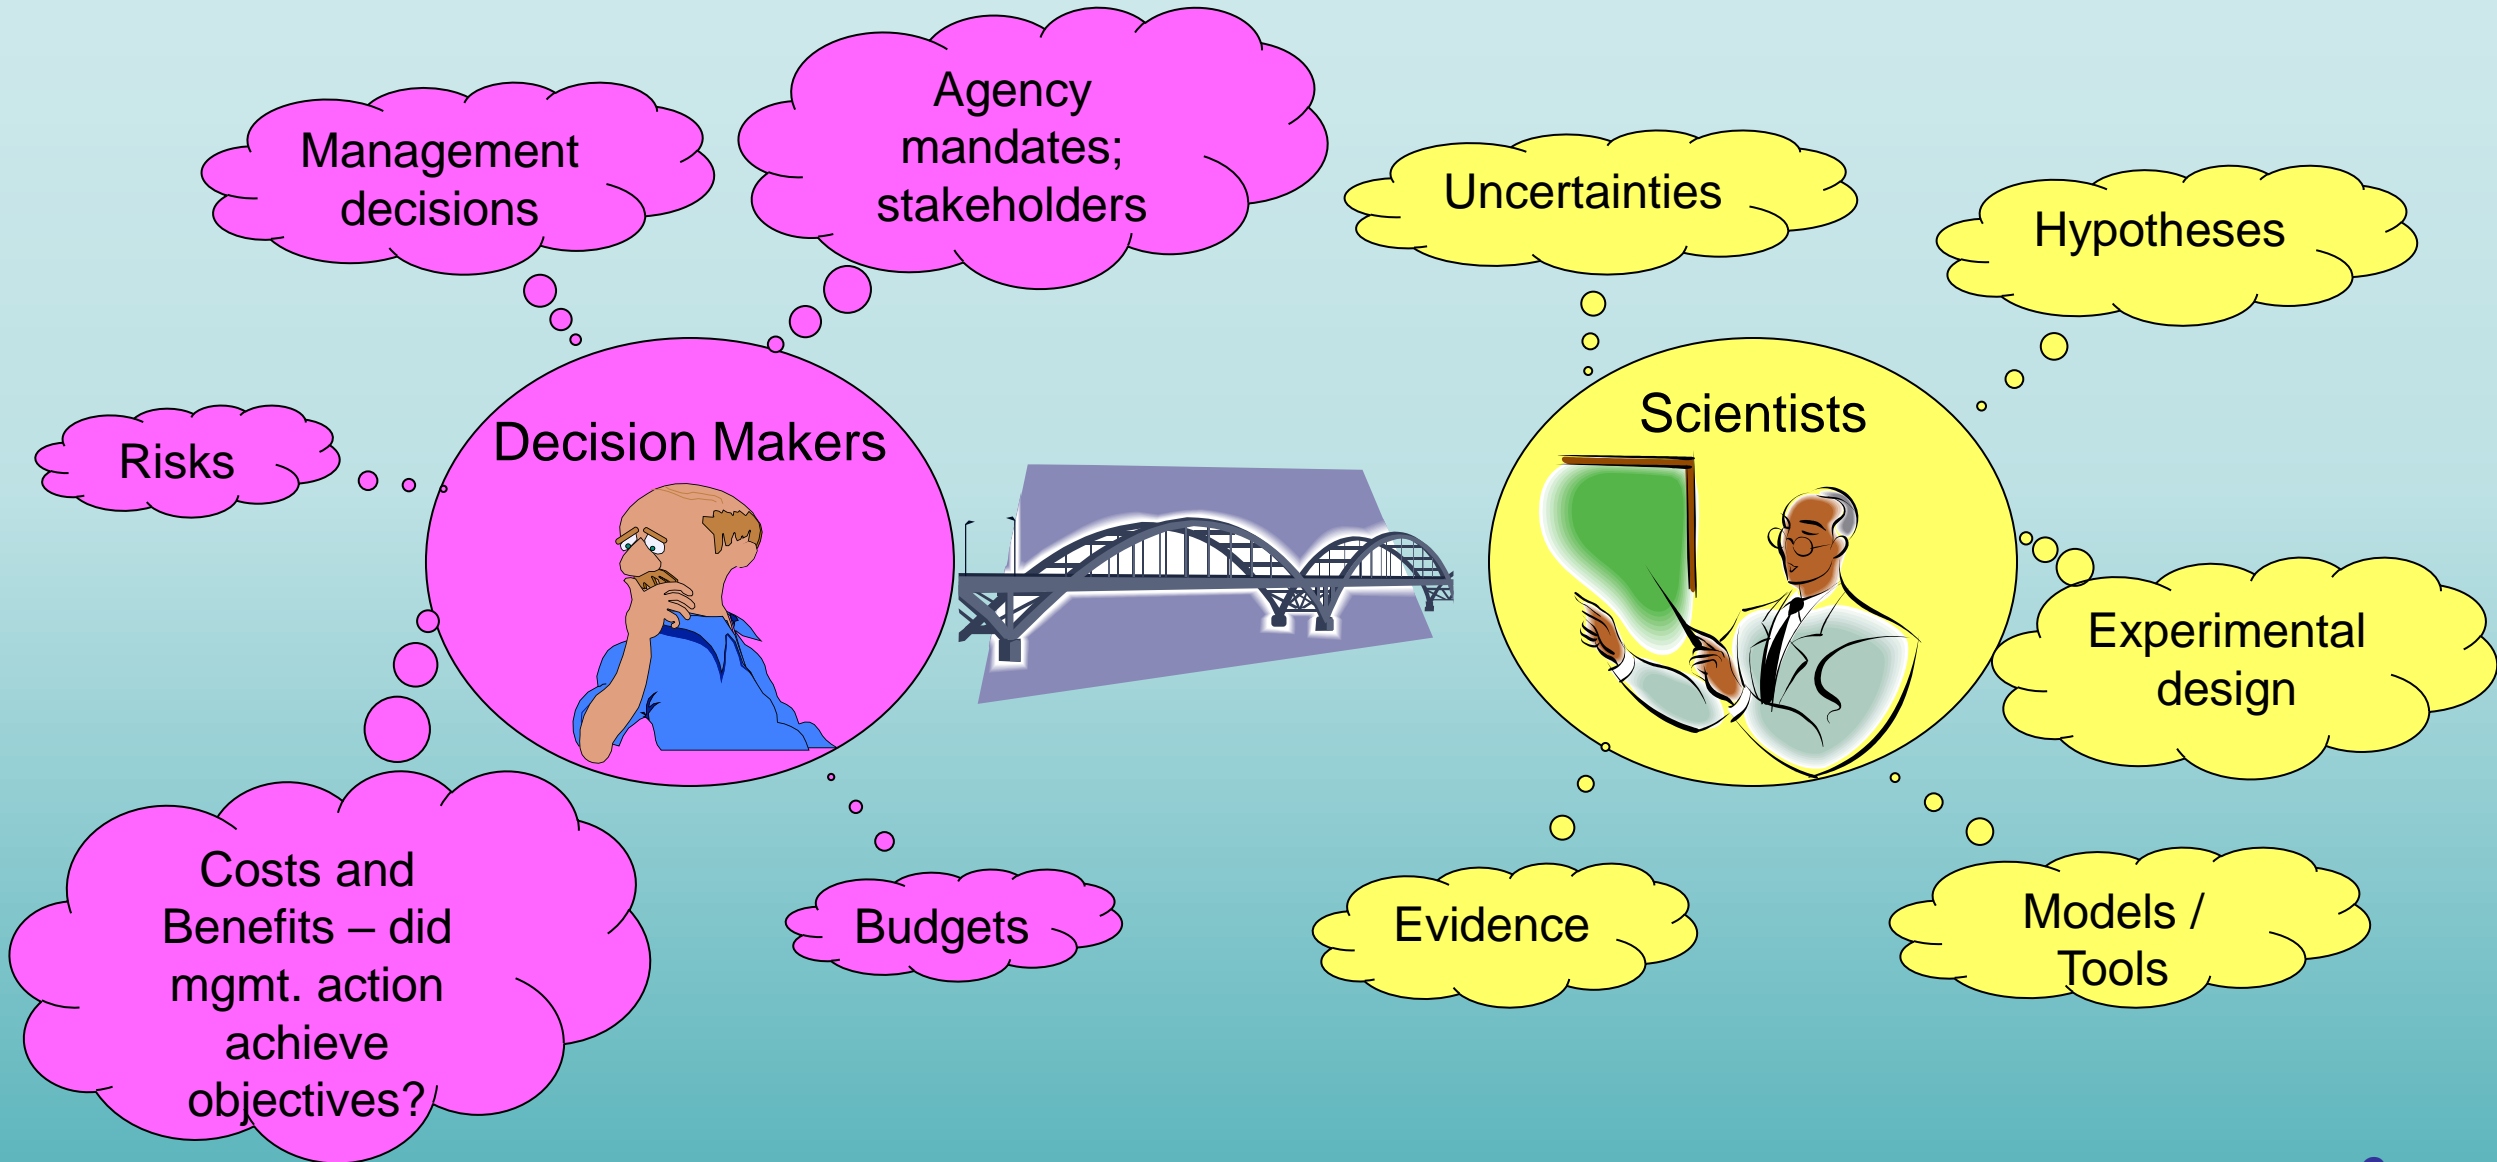 Management
decisions
Agency
mandates;
stakeholders
Risks
Decision Makers
Costs and
Benefits – did
mgmt. action
achieve
objectives?
Budgets
Uncertainties
Hypotheses
Scientists
Experimental
design
Evidence
Models /
Tools